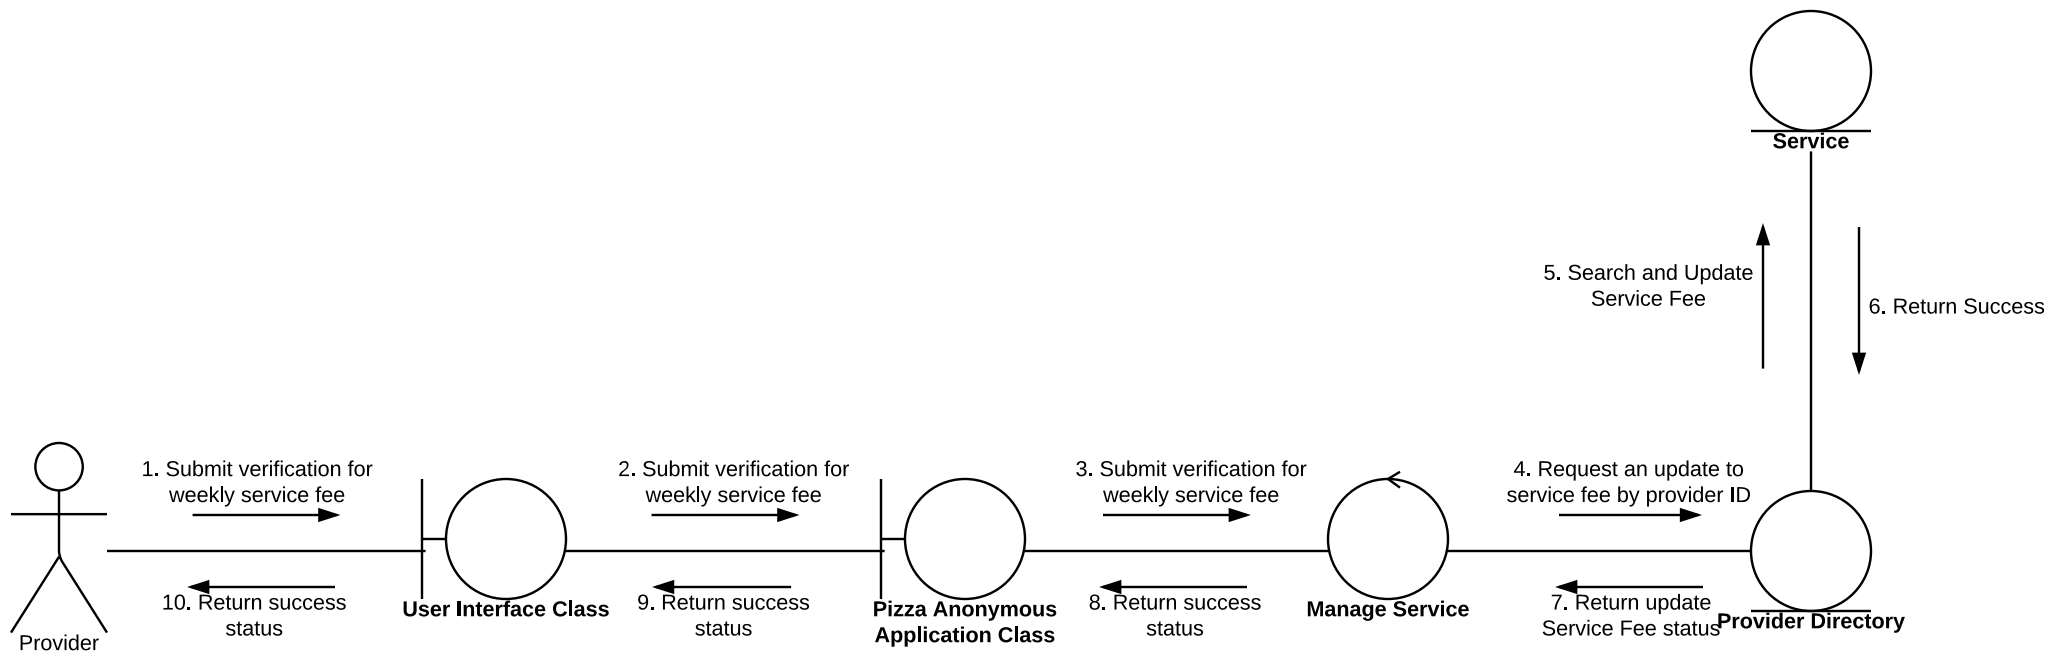 Service
5. Search and Update
Service Fee
6. Return Success
1. Submit verification for
weekly service fee
2. Submit verification for
weekly service fee
3. Submit verification for
weekly service fee
4. Request an update to
service fee by provider ID
10. Return success
status
User Interface Class
9. Return success
status
Pizza Anonymous
Application Class
8. Return success
status
Manage Service
7. Return update
Service Fee status
Provider Directory
Provider